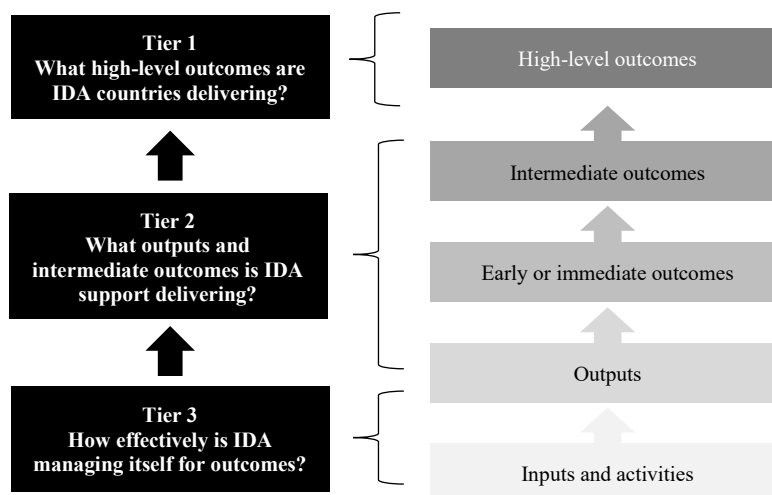 Tier 1
What high-level outcomes are
IDA countries delivering?
High-level outcomes
Intermediate outcomes
Tier 2
What outputs and
intermediate outcomes is IDA
support delivering?
Early or immediate outcomes
Outputs
Tier 3
How effectively is IDA
managing itself for outcomes?
Inputs and activities